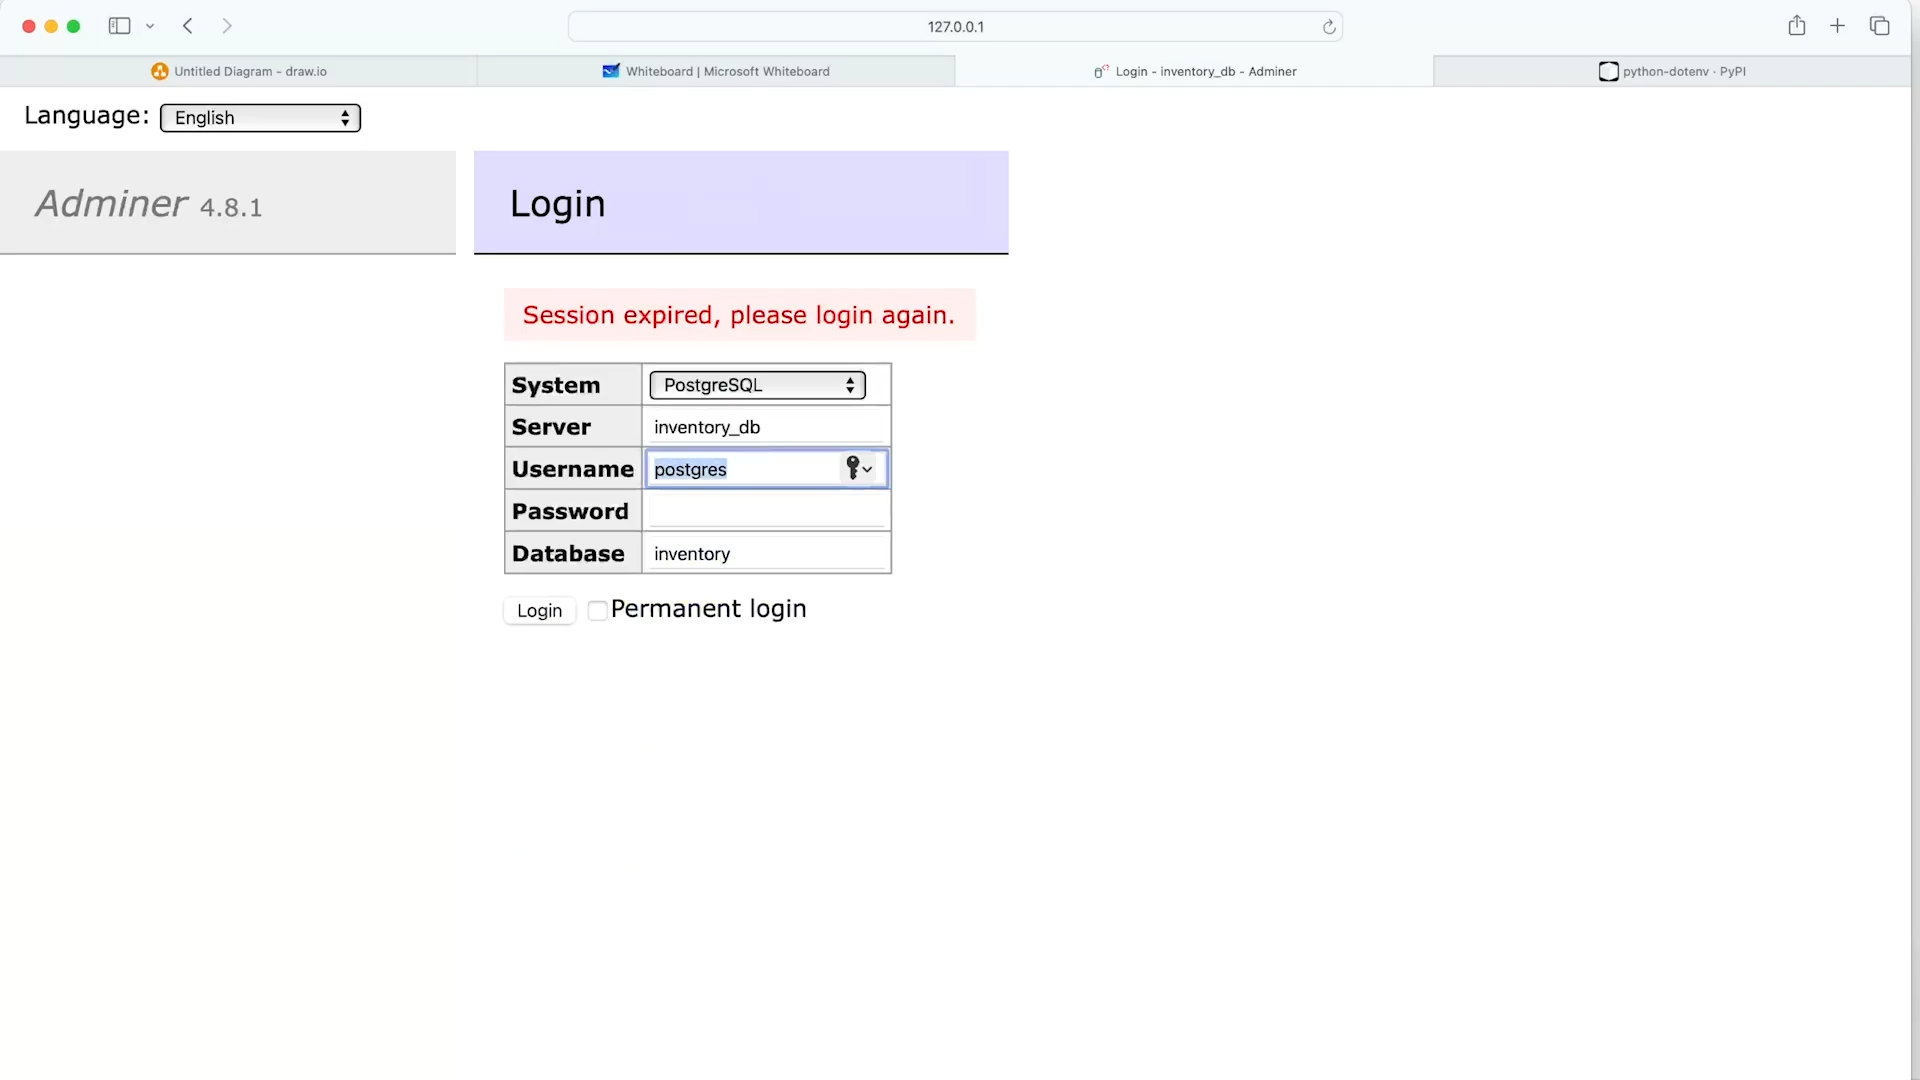 127.0.0.1
Untitled Diagram - draw.io
Whiteboard | Microsoft Whiteboard
Login - inventory_db - Adminer
python-dotenv · PyPI
Language: English
Adminer 4.8.1
Login
Session expired, please login again.
System PostgreSQL
Server inventory_db
Username postgres
Password
Database inventory
Login Permanent login